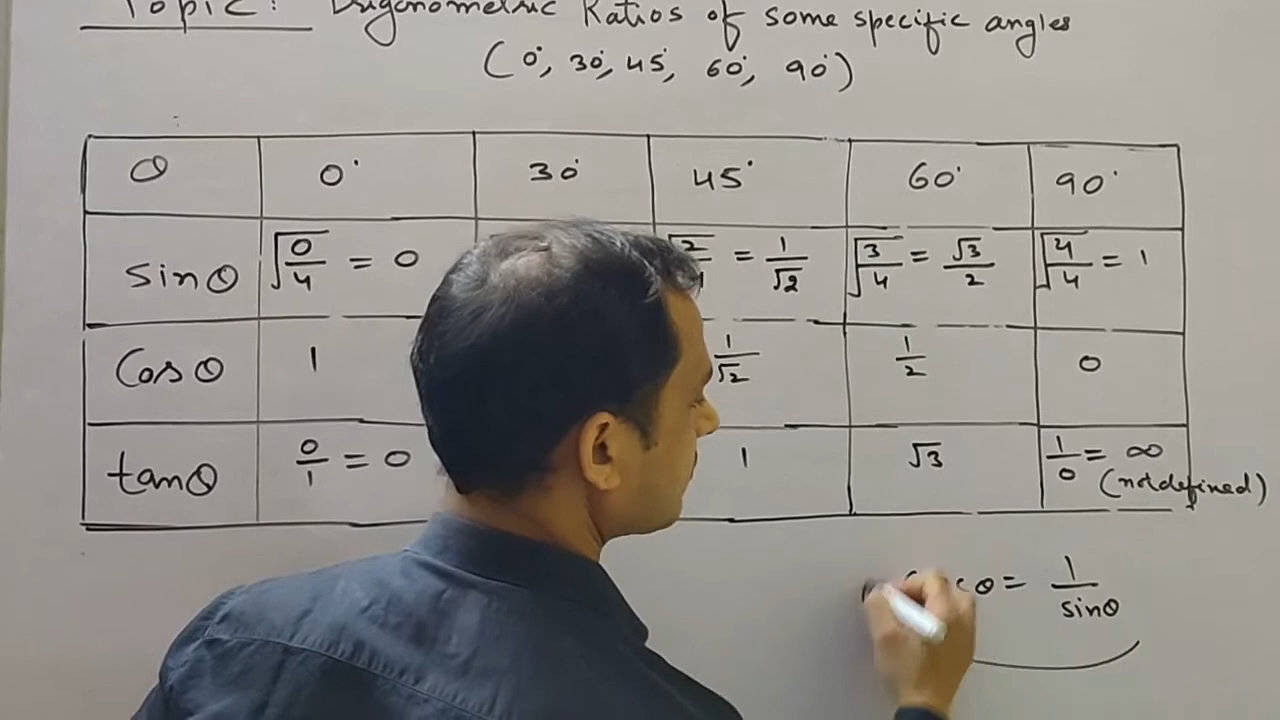 Topic: Trigonometric Ratios of some specific angles
(0°, 30°, 45°, 60°, 90°)
θ 0° 30° 45° 60° 90°
sinθ √0/4 = 0 = 1/√2 √3/4 = √3/2 √4/4 = 1
Cosθ 1 1/√2 1/2 0
tanθ 0/1 = 0 1 √3 1/0 = ∞
(not defined)
θ = 1/sinθ